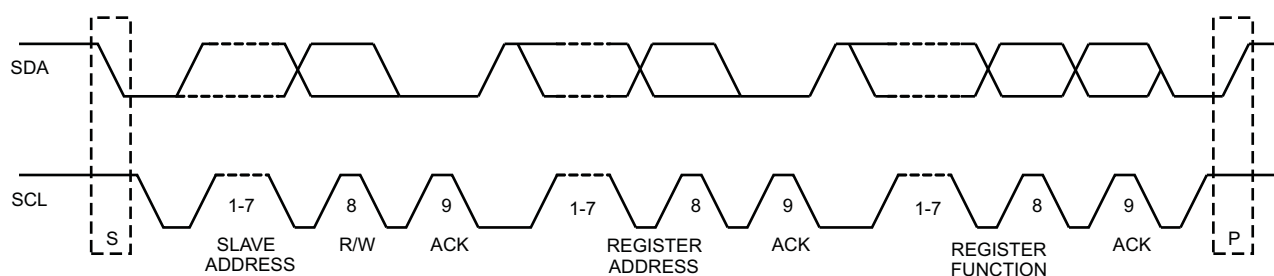 SDA
SCL
S
1-7
8
9
1-7
8
9
1-7
8
9
P
SLAVE
ADDRESS
R/W
ACK
REGISTER
ADDRESS
ACK
REGISTER
FUNCTION
ACK